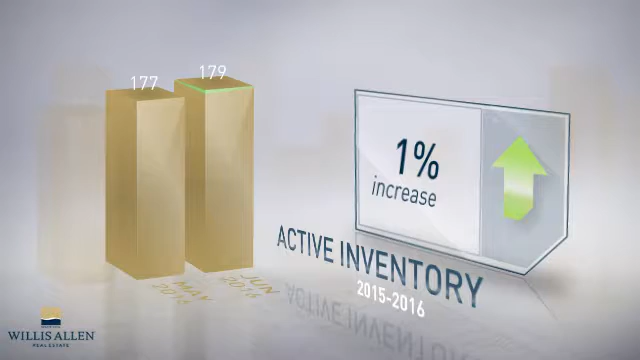 177
179
1%
increase
ACTIVE INVENTORY
2015-2016
MAY
2016
JUN
2016
WILLIS ALLEN
REAL ESTATE